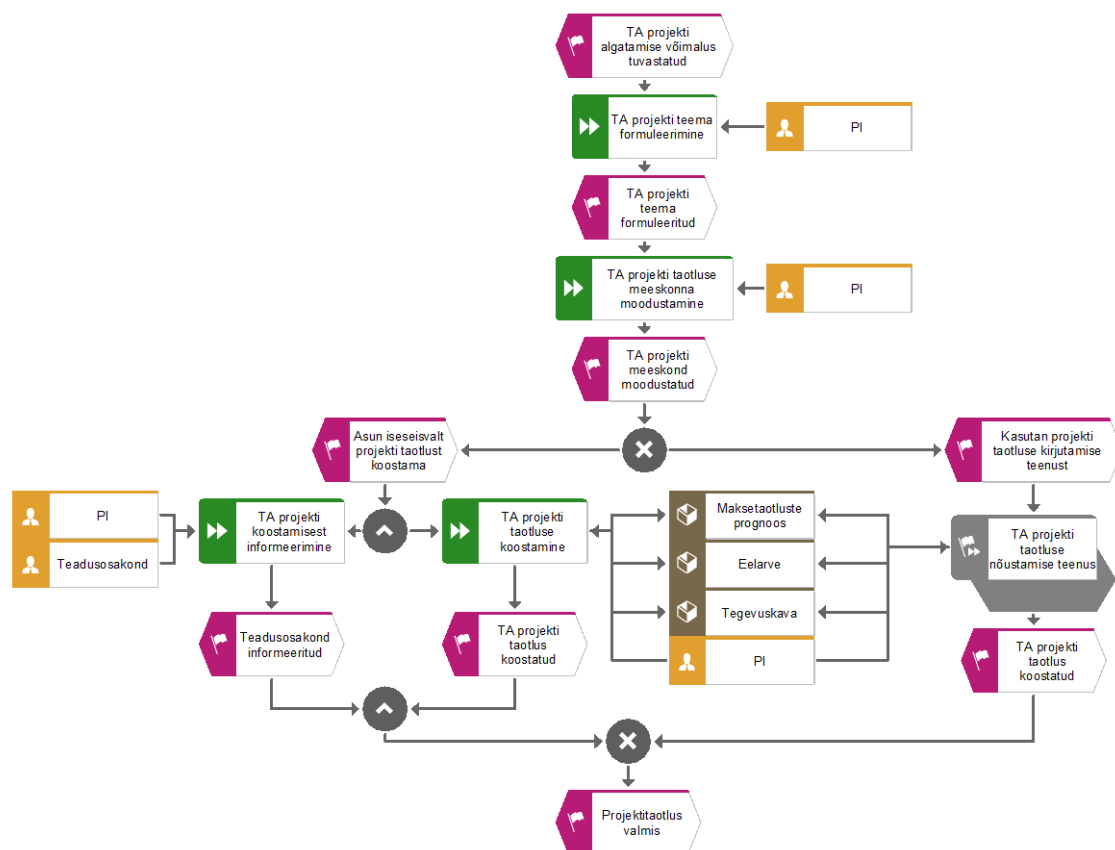 TA projekti
algatamise võimalus
tuvastatud
TA projekti teema
formuleerimine
PI
TA projekti
teema
formuleeritud
TA projekti taotluse
meeskonna
moodustamine
PI
TA projekti
meeskond
moodustatud
Asun iseseisvalt
projekti taotlust
koostama
Kasutan projekti
taotluse kirjutamise
teenust
PI
Teadusosakond
TA projekti
koostamisest
informeerimine
TA projekti
taotluse
koostamine
Maksetaotluste
prognoos
Eelarve
Tegevuskava
PI
TA projekti
taotluse
nõustamise teenus
Teadusosakond
informeeritud
TA projekti
taotlus
koostatud
TA projekti
taotlus
koostatud
Projektitaotlus
valmis